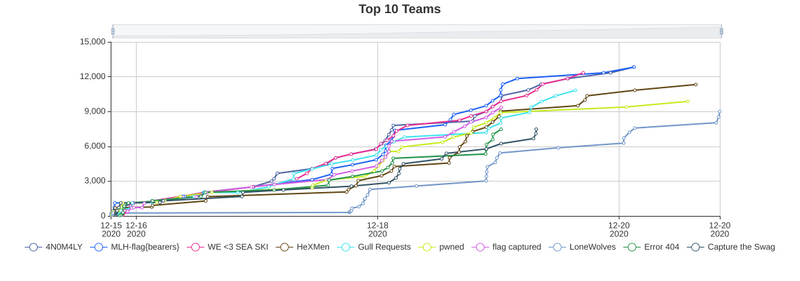 Top 10 Teams
15,000
12,000
9,000
6,000
3,000
0
12-15 12-16 12-18 12-20 12-20
2020 2020 2020 2020 2020
4N0M4LY MLH-flag{bearers} WE <3 SEA SKI HeXMen Gull Requests pwned flag captured LoneWolves Error 404 Capture the Swag